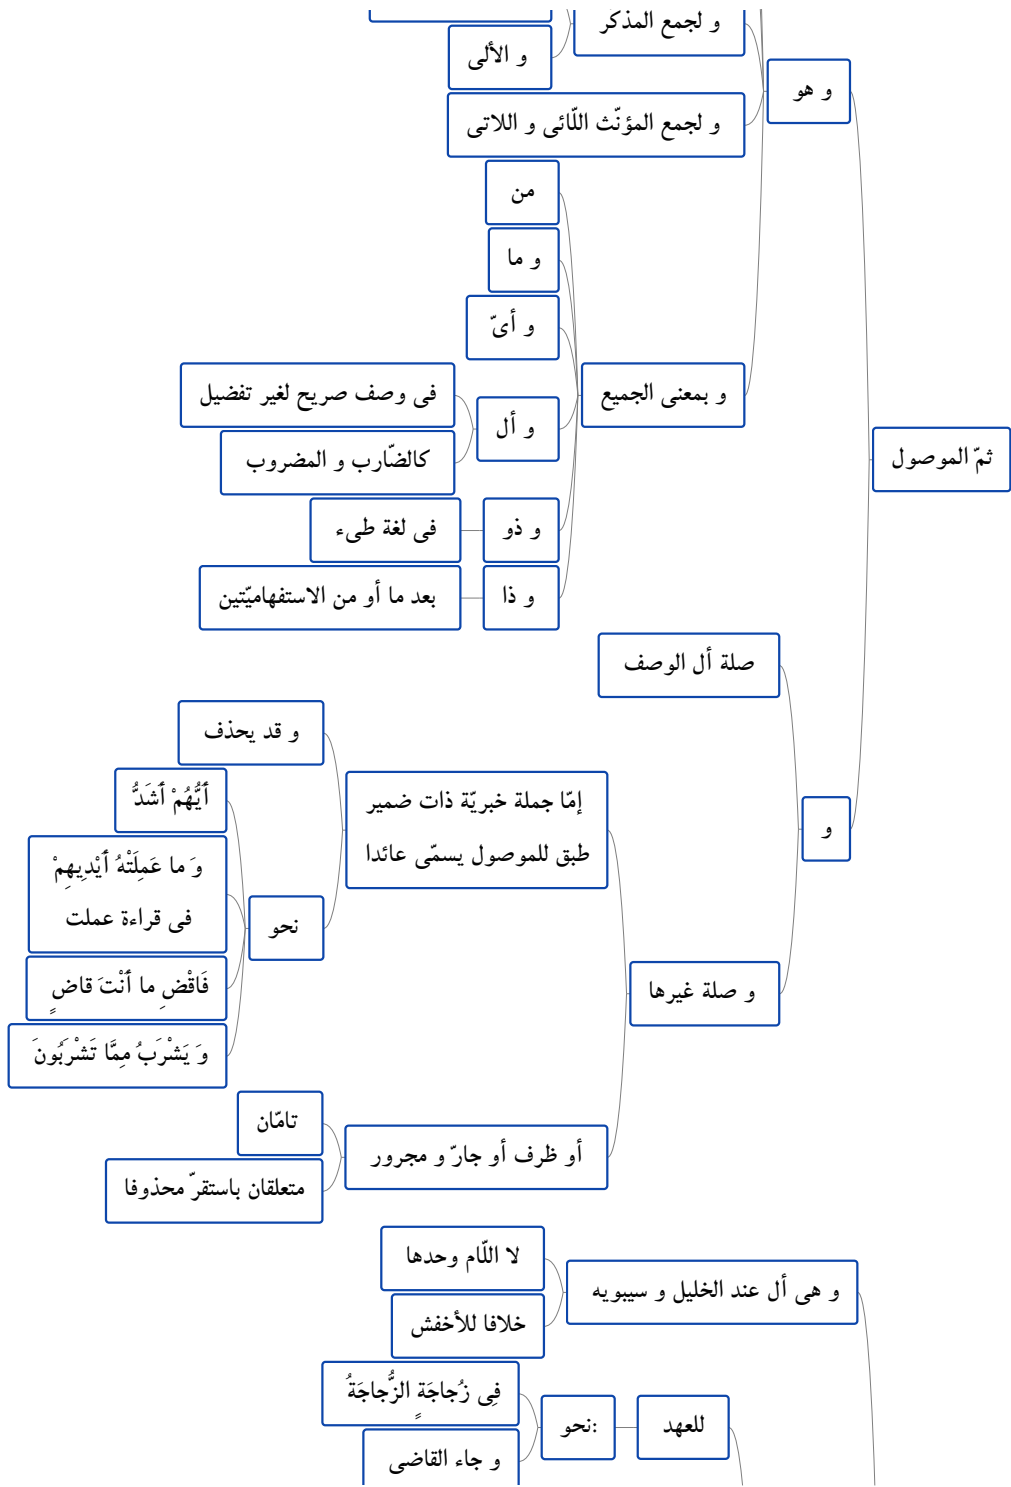 و لجمع المذكر
و الألى
و هو
و لجمع المؤنّث اللّائى و اللاتى
من
و ما
و أىّ
و بمعنى الجميع
فى وصف صريح لغير تفضيل
و أل
كالضّارب و المضروب
ثمّ الموصول
و ذو
فى لغة طىء
و ذا
بعد ما أو من الاستفهاميّتين
صلة أل الوصف
و قد يحذف
أَيُّهُمْ أَشَدُّ
إمّا جملة خبريّة ذات ضمير
طبق للموصول يسمّى عائدا
و
وَ ما عَمِلَتْهُ أَيْدِيهِمْ
فى قراءة عملت
نحو
فَاقْضِ ما أَنْتَ قاضٍ
و صلة غيرها
وَ يَشْرَبُ مِمَّا تَشْرَبُونَ
تامّان
أو ظرف أو جارّ و مجرور
متعلقان باستقرّ محذوفا
لا اللّام وحدها
و هى أل عند الخليل و سيبويه
خلافا للأخفش
فِى زُجاجَةٍ الزُّجاجَةُ
للعهد
نحو:
و جاء القاضى